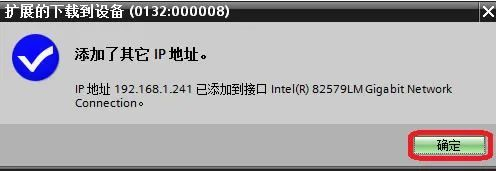 扩展的下载到设备 (0132:000008)
添加了其它 IP 地址。
IP 地址 192.168.1.241 已添加到接口 Intel(R) 82579LM Gigabit Network
Connection。
确定